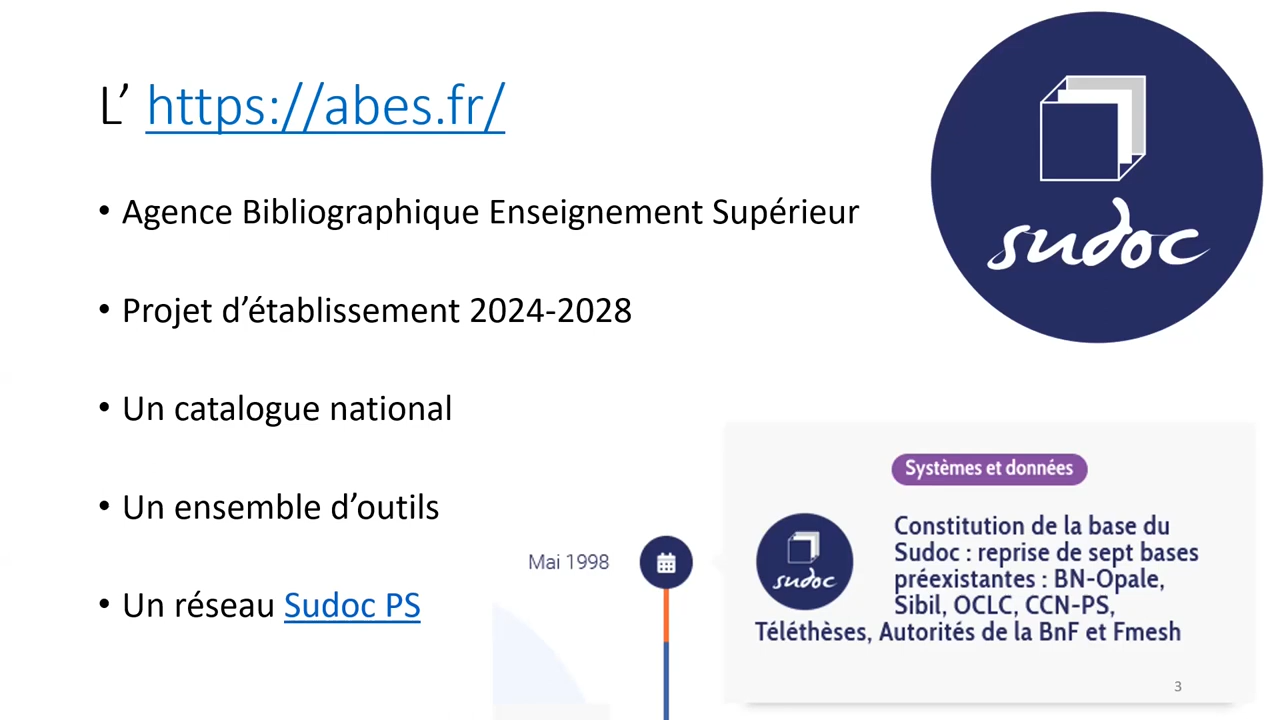 L’ https://abes.fr/
• Agence Bibliographique Enseignement Supérieur
• Projet d’établissement 2024-2028
• Un catalogue national
• Un ensemble d’outils
• Un réseau Sudoc PS
sudoc
Mai 1998
Systèmes et données
sudoc
Constitution de la base du
Sudoc : reprise de sept bases
préexistantes : BN-Opale,
Sibil, OCLC, CCN-PS,
Téléthèses, Autorités de la BnF et Fmesh
3